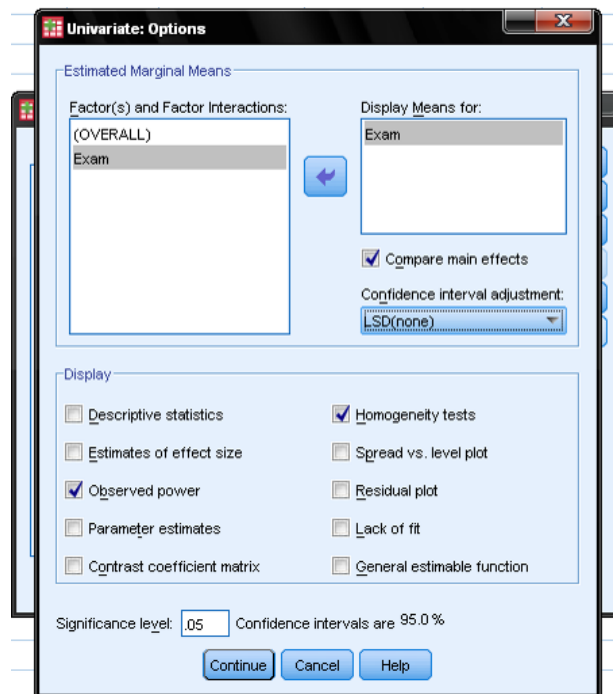 Univariate: Options
Estimated Marginal Means
Factor(s) and Factor Interactions:
(OVERALL)
Exam
Display Means for:
Exam
Compare main effects
Confidence interval adjustment:
LSD(none)
Display
Descriptive statistics
Homogeneity tests
Estimates of effect size
Spread vs. level plot
Observed power
Residual plot
Parameter estimates
Lack of fit
Contrast coefficient matrix
General estimable function
Significance level: .05 Confidence intervals are 95.0 %
Continue Cancel Help